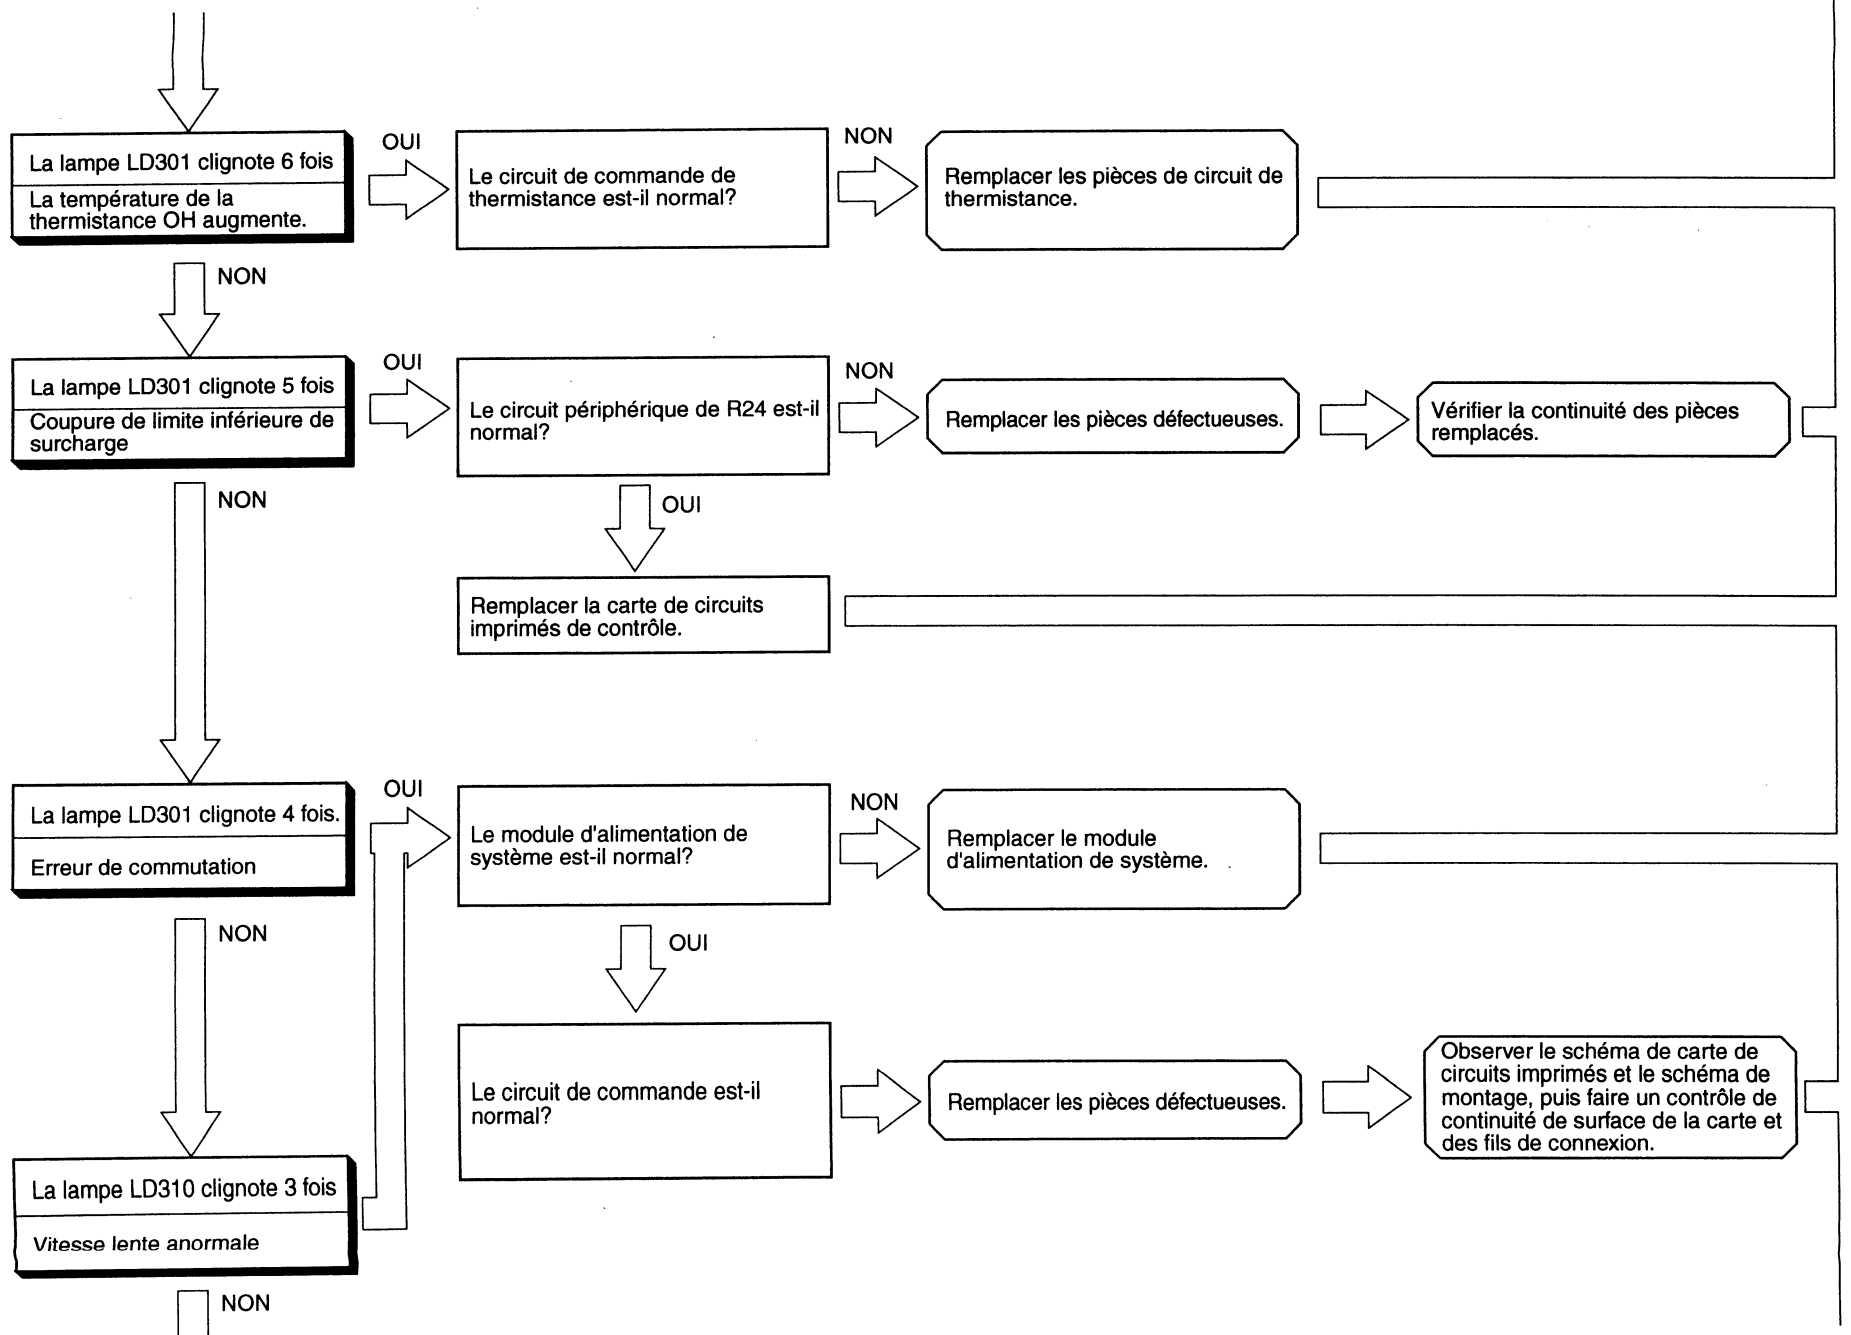 La lampe LD301 clignote 6 fois
La température de la
thermistance OH augmente.
OUI
Le circuit de commande de
thermistance est-il normal?
NON
Remplacer les pièces de circuit de
thermistance.
NON
La lampe LD301 clignote 5 fois
Coupure de limite inférieure de
surcharge
OUI
Le circuit périphérique de R24 est-il
normal?
NON
Remplacer les pièces défectueuses.
Vérifier la continuité des pièces
remplacés.
NON
OUI
Remplacer la carte de circuits
imprimés de contrôle.
La lampe LD301 clignote 4 fois.
Erreur de commutation
OUI
Le module d'alimentation de
système est-il normal?
NON
Remplacer le module
d'alimentation de système.
NON
OUI
Le circuit de commande est-il
normal?
Remplacer les pièces défectueuses.
Observer le schéma de carte de
circuits imprimés et le schéma de
montage, puis faire un contrôle de
continuité de surface de la carte et
des fils de connexion.
La lampe LD310 clignote 3 fois
Vitesse lente anormale
NON